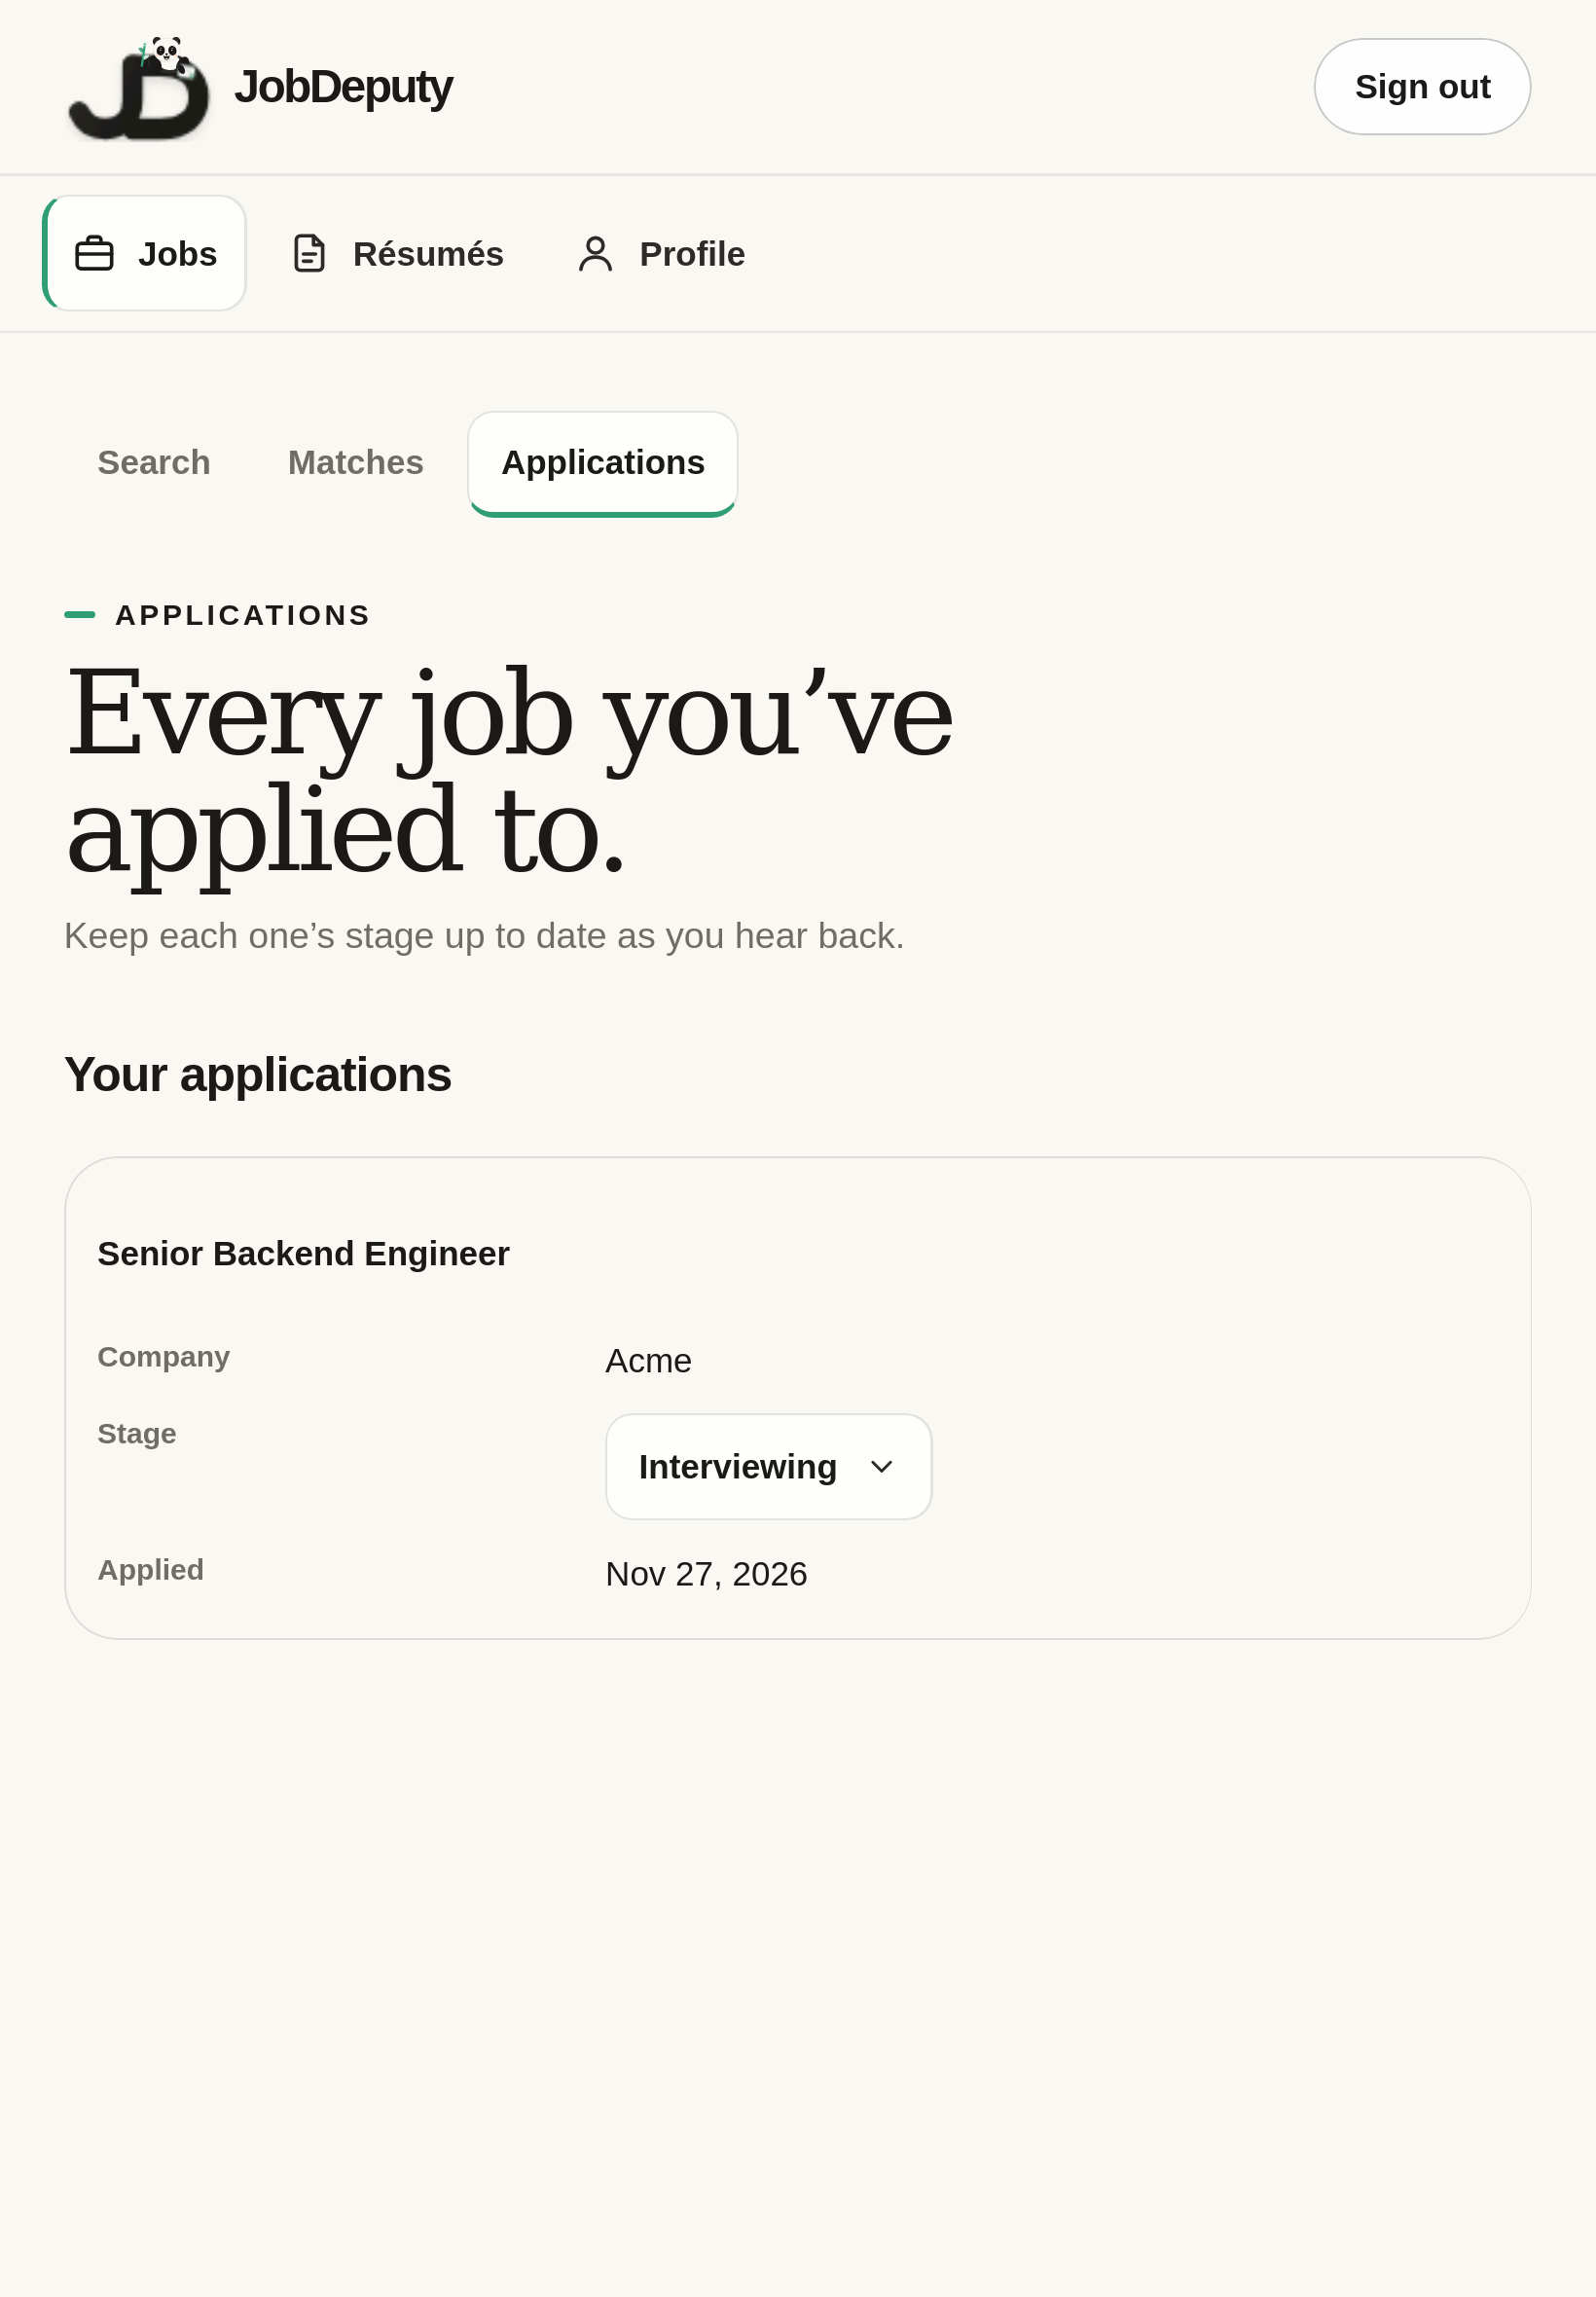 JD JobDeputy
Sign out
Jobs
Résumés
Profile
Search
Matches
Applications
APPLICATIONS
Every job you’ve
applied to.
Keep each one’s stage up to date as you hear back.
Your applications
Senior Backend Engineer
Company
Acme
Stage
Interviewing
Applied
Nov 27, 2026